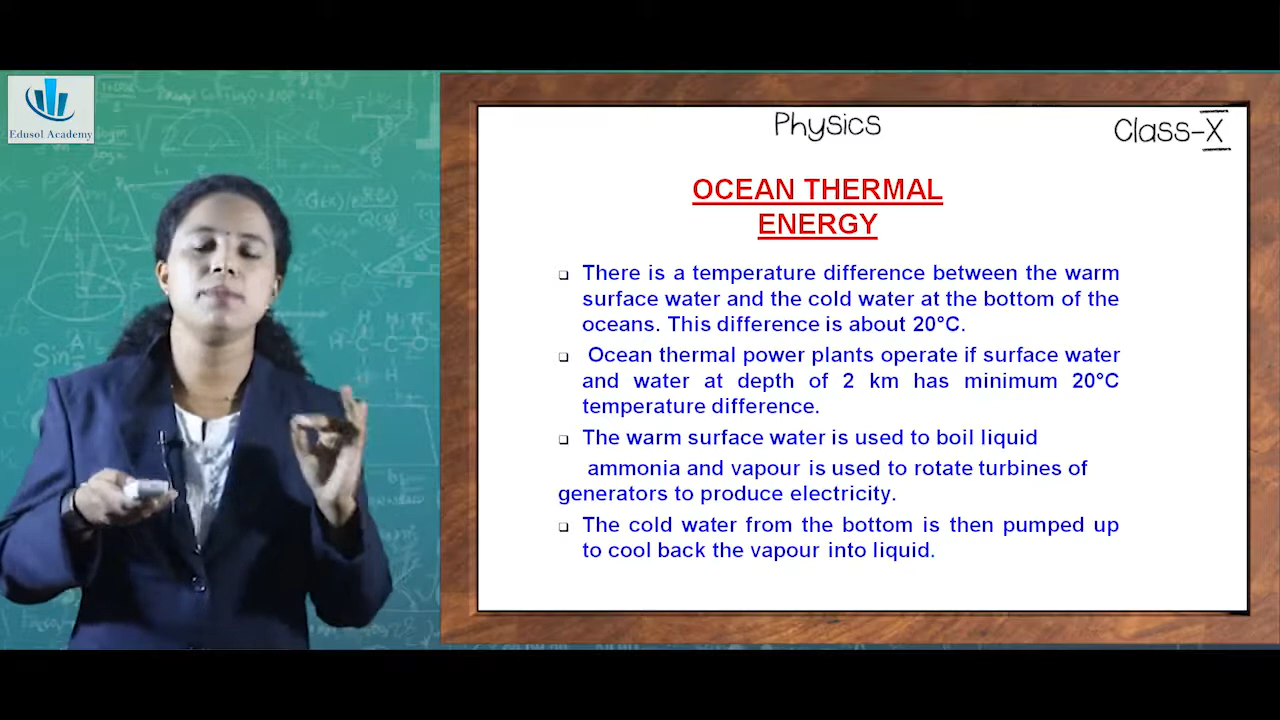 Edusol Academy
Physics
Class-X
OCEAN THERMAL
ENERGY
There is a temperature difference between the warm
surface water and the cold water at the bottom of the
oceans. This difference is about 20°C.
Ocean thermal power plants operate if surface water
and water at depth of 2 km has minimum 20°C
temperature difference.
The warm surface water is used to boil liquid
ammonia and vapour is used to rotate turbines of
generators to produce electricity.
The cold water from the bottom is then pumped up
to cool back the vapour into liquid.